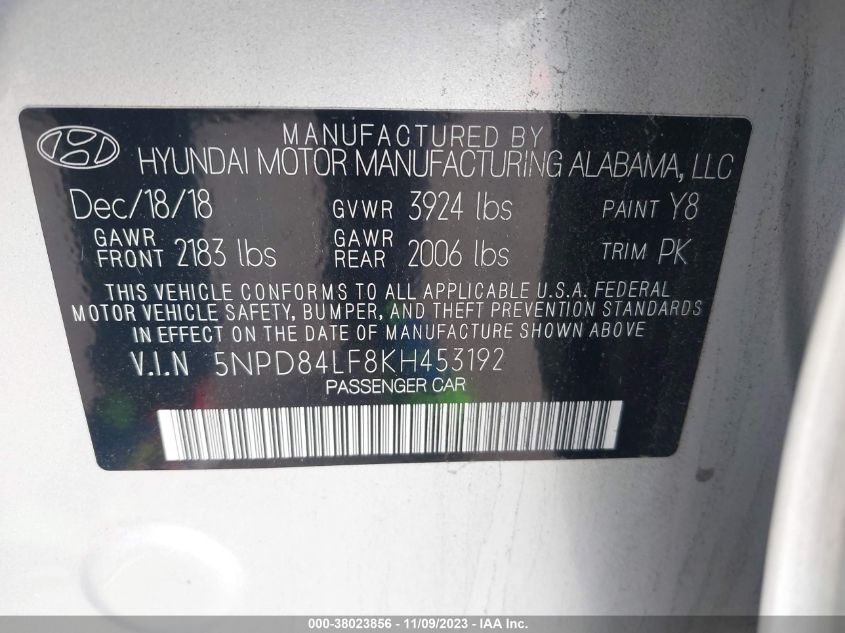 MANUFACTURED BY
HYUNDAI MOTOR MANUFACTURING ALABAMA, LLC
Dec/18/18 GVWR 3924 lbs PAINT Y8
GAWR FRONT 2183 lbs GAWR REAR 2006 lbs TRIM PK
THIS VEHICLE CONFORMS TO ALL APPLICABLE U.S.A. FEDERAL
MOTOR VEHICLE SAFETY, BUMPER, AND THEFT PREVENTION STANDARDS
IN EFFECT ON THE DATE OF MANUFACTURE SHOWN ABOVE.
V.I.N 5NPD84LF8KH453192
PASSENGER CAR
000-38023856 - 11/09/2023 - IAA Inc.